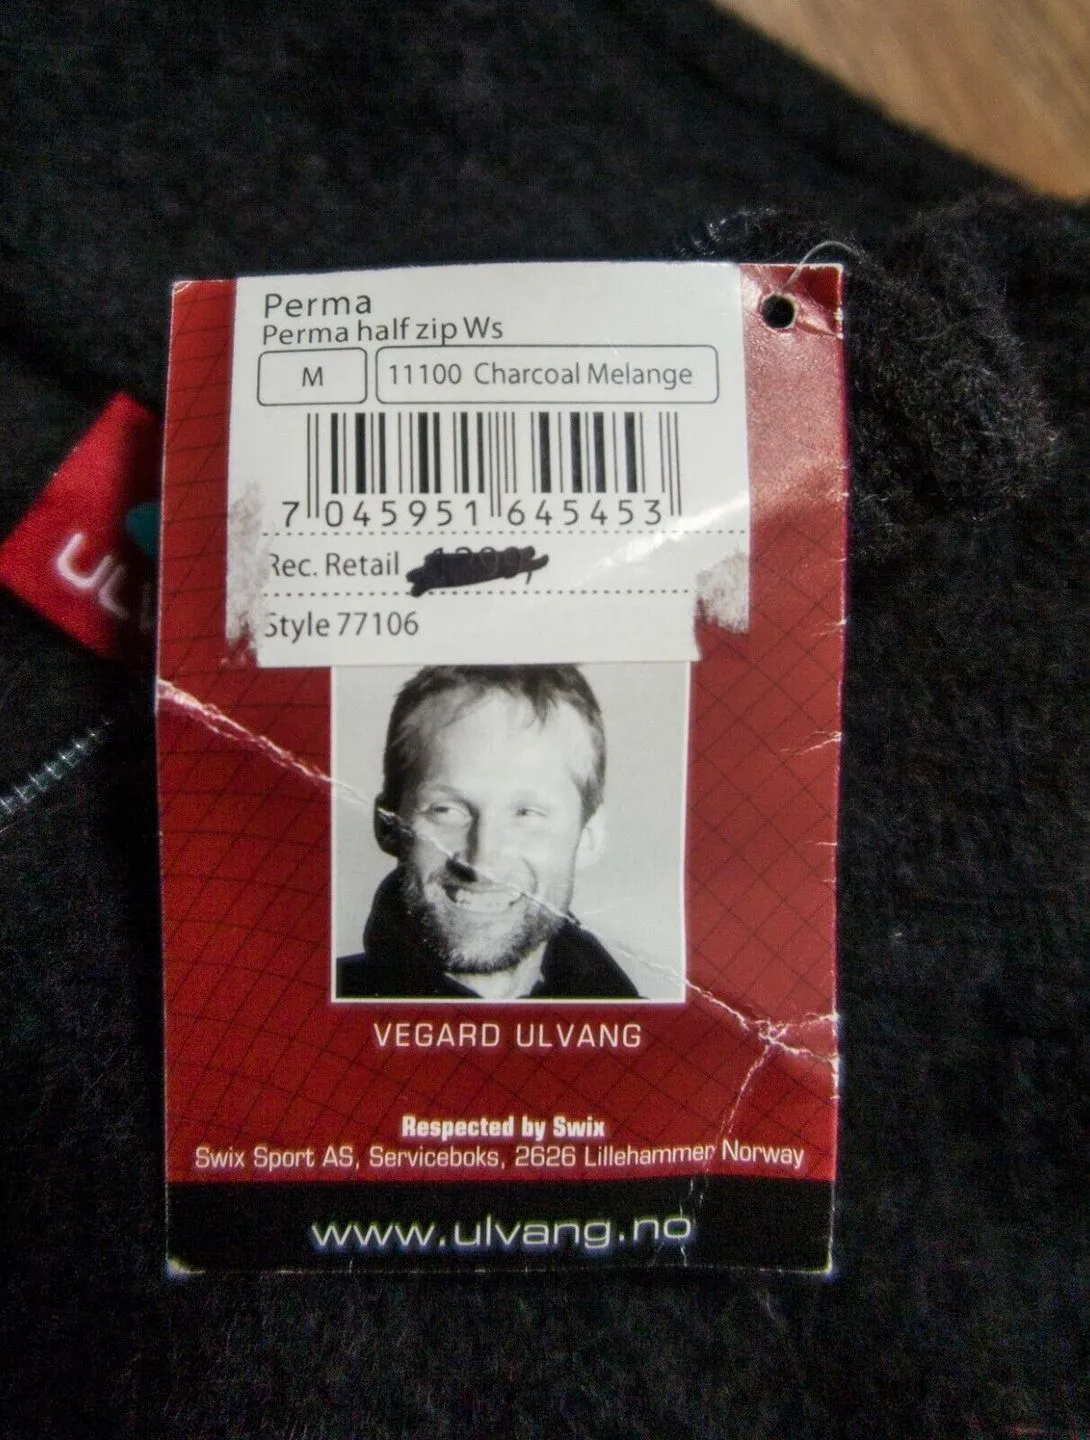 Perma
Perma half zip Ws
M
11100 Charcoal Melange
7 045951 645453
Rec. Retail
Style 77106
VEGARD ULVANG
Respected by Swix
Swix Sport AS, Serviceboks, 2626 Lillehammer Norway
www.ulvang.no